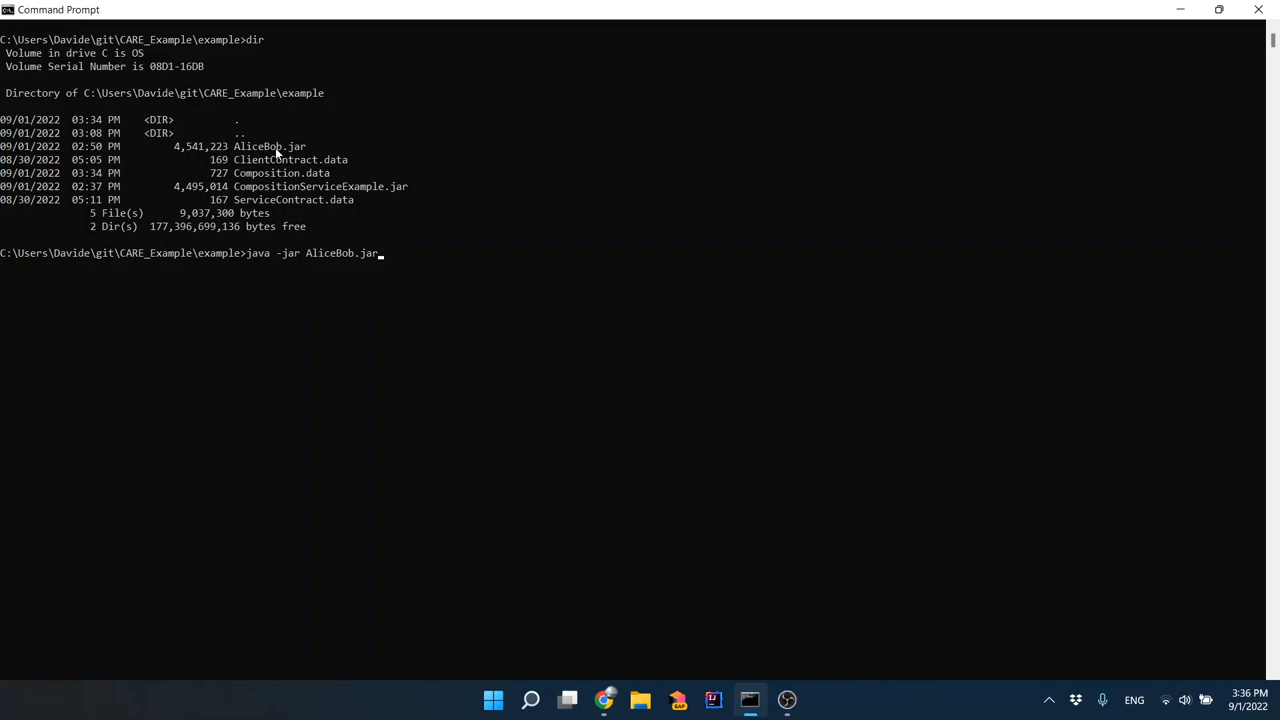 Command Prompt
C:\Users\Davide\git\CARE_Example\example>dir
Volume in drive C is OS
Volume Serial Number is 08D1-16DB
Directory of C:\Users\Davide\git\CARE_Example\example
09/01/2022  03:34 PM    <DIR>          .
09/01/2022  03:08 PM    <DIR>          ..
09/01/2022  02:50 PM         4,541,223 AliceBob.jar
08/30/2022  05:05 PM               169 ClientContract.data
09/01/2022  03:34 PM               727 Composition.data
09/01/2022  02:37 PM         4,495,014 CompositionServiceExample.jar
08/30/2022  05:11 PM               167 ServiceContract.data
5 File(s)      9,037,300 bytes
2 Dir(s)  177,396,699,136 bytes free
C:\Users\Davide\git\CARE_Example\example>java -jar AliceBob.jar
EAP
IJ
ENG
3:36 PM
9/1/2022